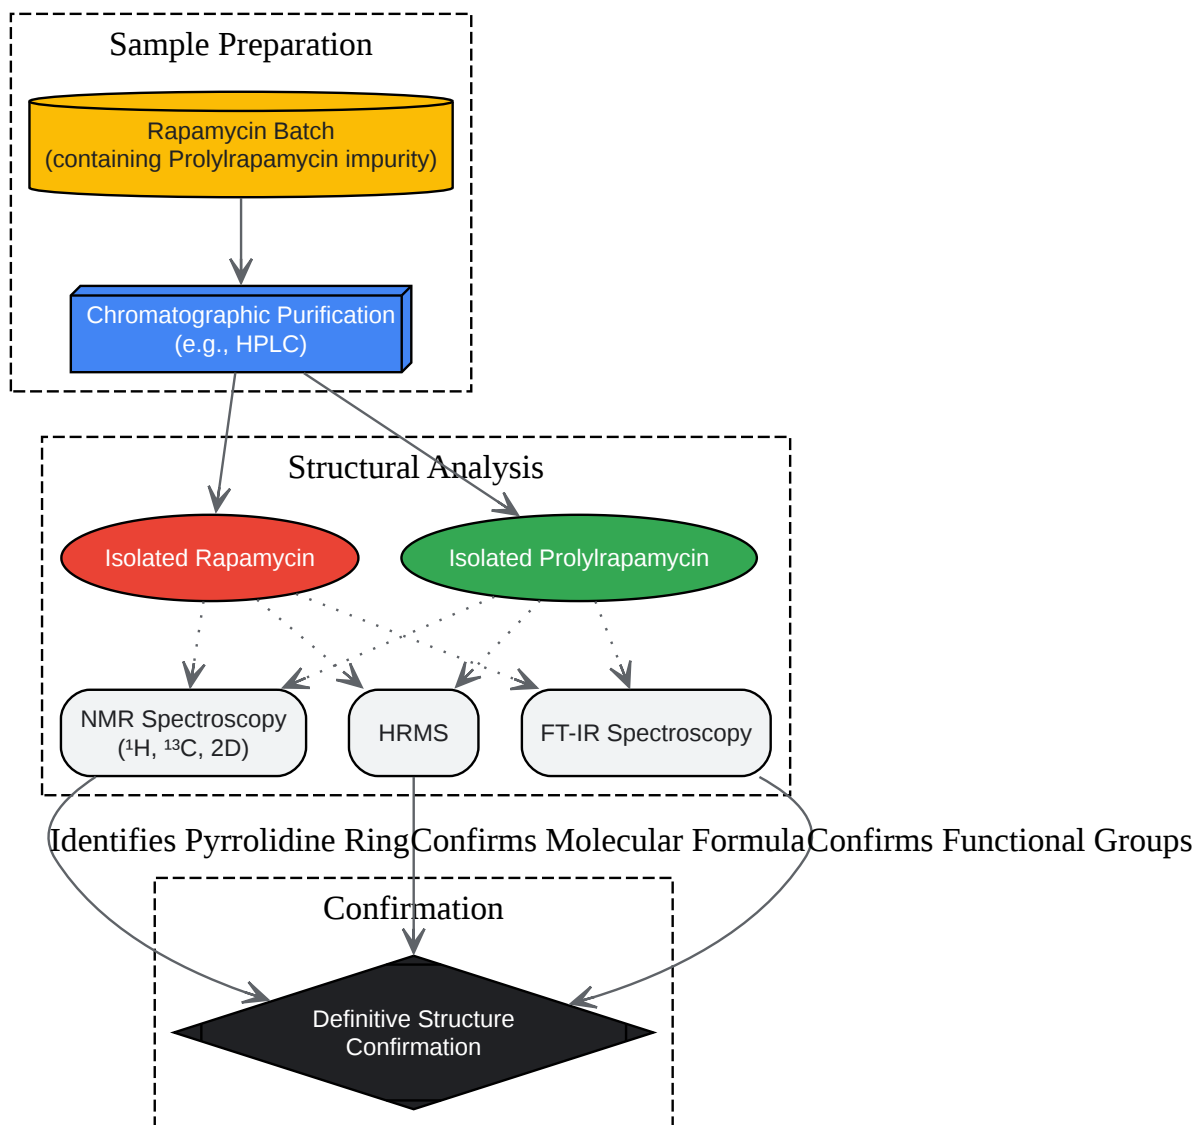 Sample Preparation
Rapamycin Batch
(containing Prolylrapamycin impurity)
Chromatographic Purification
(e.g., HPLC)
Structural Analysis
Isolated Rapamycin
Isolated Prolylrapamycin
NMR Spectroscopy
(¹H, ¹³C, 2D)
HRMS
FT-IR Spectroscopy
Identifies Pyrrolidine Ring
Confirms Molecular Formula
Confirms Functional Groups
Confirmation
Definitive Structure
Confirmation